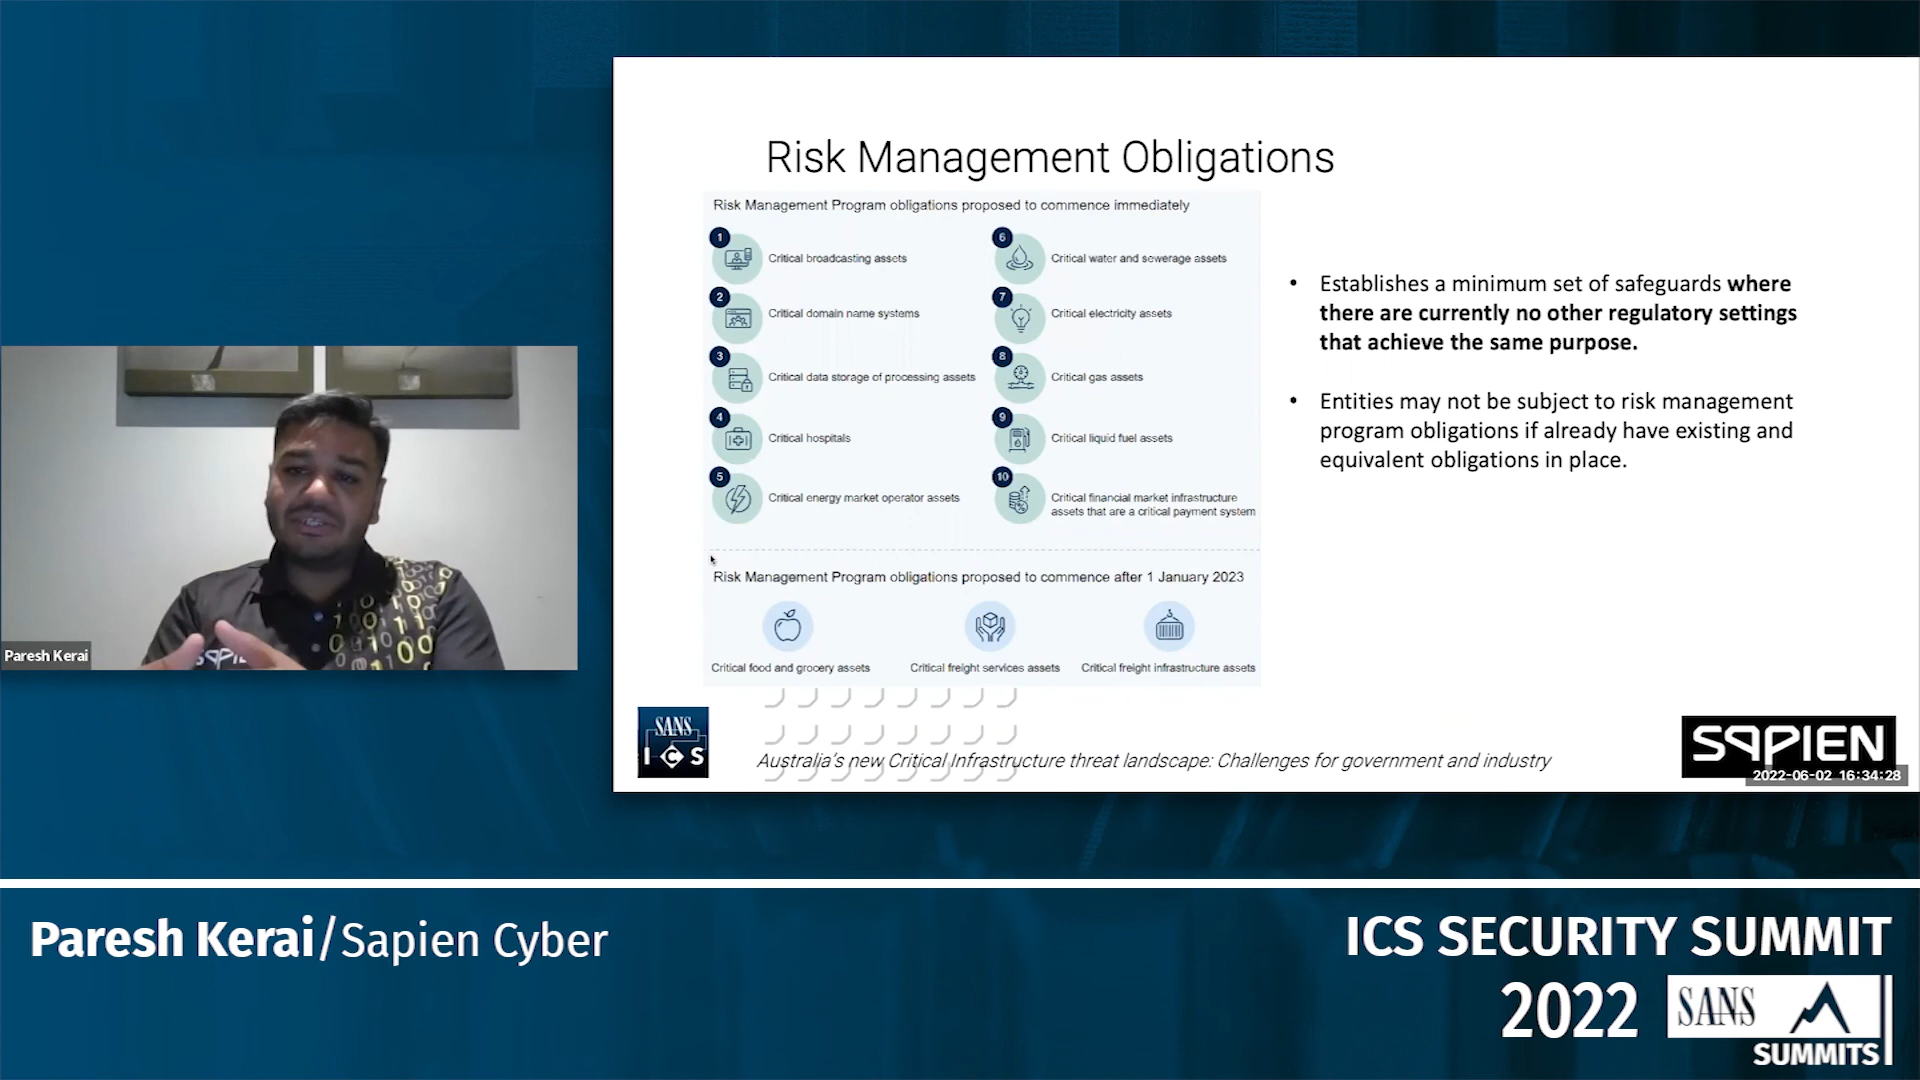 Risk Management Obligations
Risk Management Program obligations proposed to commence immediately
1
Critical broadcasting assets
2
Critical domain name systems
3
Critical data storage of processing assets
4
Critical hospitals
5
Critical energy market operator assets
6
Critical water and sewerage assets
7
Critical electricity assets
8
Critical gas assets
9
Critical liquid fuel assets
10
Critical financial market infrastructure
assets that are a critical payment system
Risk Management Program obligations proposed to commence after 1 January 2023
Critical food and grocery assets
Critical freight services assets
Critical freight infrastructure assets
• Establishes a minimum set of safeguards where
there are currently no other regulatory settings
that achieve the same purpose.
• Entities may not be subject to risk management
program obligations if already have existing and
equivalent obligations in place.
SANS
ICS
Australia's new Critical Infrastructure threat landscape: Challenges for government and industry
SAPIEN
2022-06-02 16:34:28
Paresh Kerai
Paresh Kerai/Sapien Cyber
ICS SECURITY SUMMIT
2022
SANS
SUMMITS